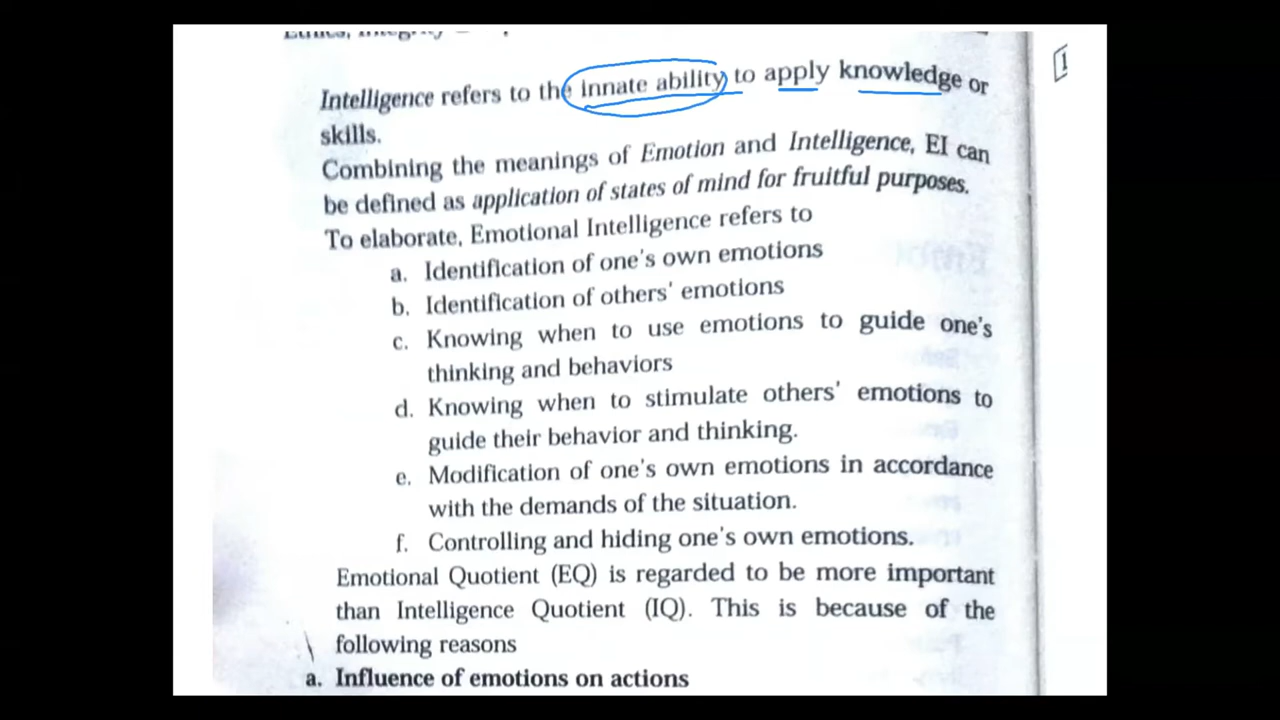 Intelligence refers to the innate ability to apply knowledge or
skills.
Combining the meanings of Emotion and Intelligence, EI can
be defined as application of states of mind for fruitful purposes.
To elaborate, Emotional Intelligence refers to
a. Identification of one's own emotions
b. Identification of others' emotions
c. Knowing when to use emotions to guide one's
thinking and behaviors
d. Knowing when to stimulate others' emotions to
guide their behavior and thinking.
e. Modification of one's own emotions in accordance
with the demands of the situation.
f. Controlling and hiding one's own emotions.
Emotional Quotient (EQ) is regarded to be more important
than Intelligence Quotient (IQ). This is because of the
following reasons
a. Influence of emotions on actions